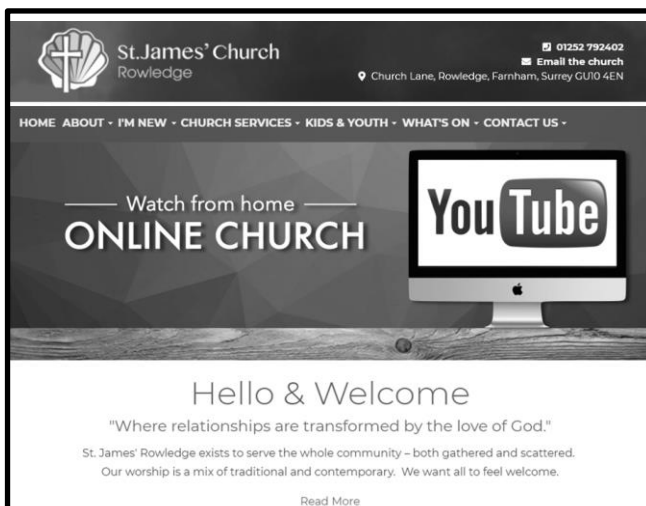 St.James' Church
Rowledge
01252 792402
Email the church
Church Lane, Rowledge, Farnham, Surrey GU10 4EN
HOME ABOUT - I'M NEW - CHURCH SERVICES - KIDS & YOUTH - WHAT'S ON - CONTACT US -
Watch from home
ONLINE CHURCH
YouTube
Hello & Welcome
"Where relationships are transformed by the love of God."
St. James' Rowledge exists to serve the whole community – both gathered and scattered.
Our worship is a mix of traditional and contemporary. We want all to feel welcome.
Read More